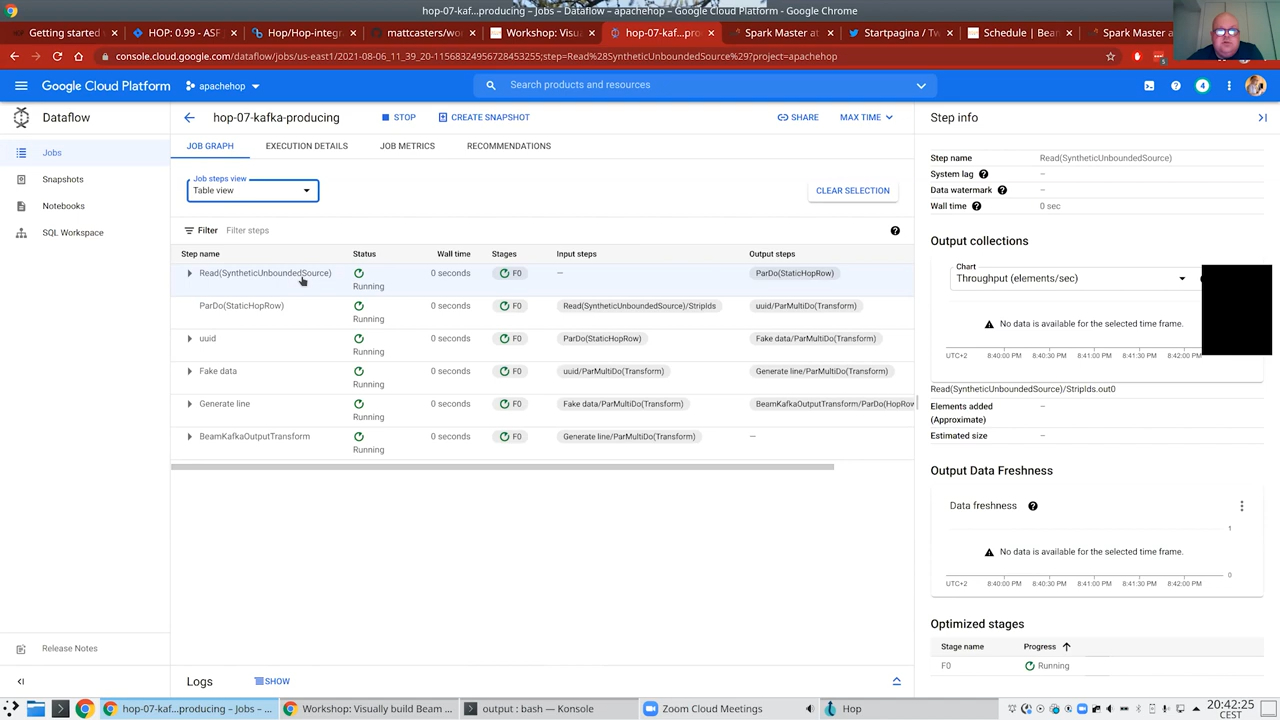 hop-07-kaf...producing – Jobs – Dataflow – apachehop – Google Cloud Platform - Google Chrome
Getting started
HOP: 0.99 - ASF
Hop/Hop-integr
mattcasters/wo
Workshop: Visu
hop-07-kaf...pro
Spark Master at
Startpagina / Tw
Schedule | Beam
Spark Master a
console.cloud.google.com/dataflow/jobs/us-east1/2021-08-06_11_39_20-11568324956728453255;step=Read%28SyntheticUnboundedSource%29?project=apachehop
Google Cloud Platform
apachehop
Search products and resources
4
Dataflow
hop-07-kafka-producing
STOP
CREATE SNAPSHOT
SHARE
MAX TIME
Step info
Jobs
Snapshots
Notebooks
SQL Workspace
JOB GRAPH
EXECUTION DETAILS
JOB METRICS
RECOMMENDATIONS
Job steps view
Table view
CLEAR SELECTION
Filter
Filter steps
Step name Status Wall time Stages Input steps Output steps
Read(SyntheticUnboundedSource) Running 0 seconds F0 – ParDo(StaticHopRow)
ParDo(StaticHopRow) Running 0 seconds F0 Read(SyntheticUnboundedSource)/StripIds uuid/ParMultiDo(Transform)
uuid Running 0 seconds F0 ParDo(StaticHopRow) Fake data/ParMultiDo(Transform)
Fake data Running 0 seconds F0 uuid/ParMultiDo(Transform) Generate line/ParMultiDo(Transform)
Generate line Running 0 seconds F0 Fake data/ParMultiDo(Transform) BeamKafkaOutputTransform/ParDo(HopRow
BeamKafkaOutputTransform Running 0 seconds F0 Generate line/ParMultiDo(Transform) –
Step name Read(SyntheticUnboundedSource)
System lag –
Data watermark –
Wall time 0 sec
Output collections
Chart
Throughput (elements/sec)
No data is available for the selected time frame.
UTC+2 8:40:00 PM 8:40:30 PM 8:41:00 PM 8:41:30 PM 8:42:00 PM
Read(SyntheticUnboundedSource)/StripIds.out0
Elements added
(Approximate) –
Estimated size –
Output Data Freshness
Data freshness
1
No data is available for the selected time frame.
0
UTC+2 8:40:00 PM 8:40:30 PM 8:41:00 PM 8:41:30 PM 8:42:00 PM
Optimized stages
Stage name Progress
F0 Running
Release Notes
Logs
SHOW
hop-07-kafka...producing – Jobs – ...
Workshop: Visually build Beam ...
output : bash — Konsole
Zoom Cloud Meetings
Hop
20:42:25
CEST